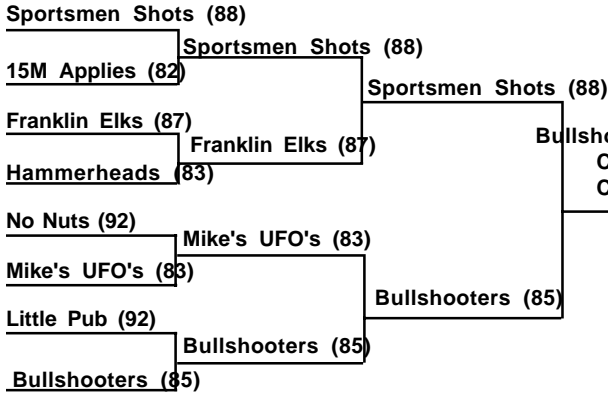 Sportsmen Shots (88)
Sportsmen Shots (88)
15M Applies (82)
Sportsmen Shots (88)
Franklin Elks (87)
Franklin Elks (87)
Hammerheads (83)
No Nuts (92)
Mike's UFO's (83)
Mike's UFO's (83)
Bullshooters (85)
Little Pub (92)
Bullshooters (85)
Bullshooters (85)